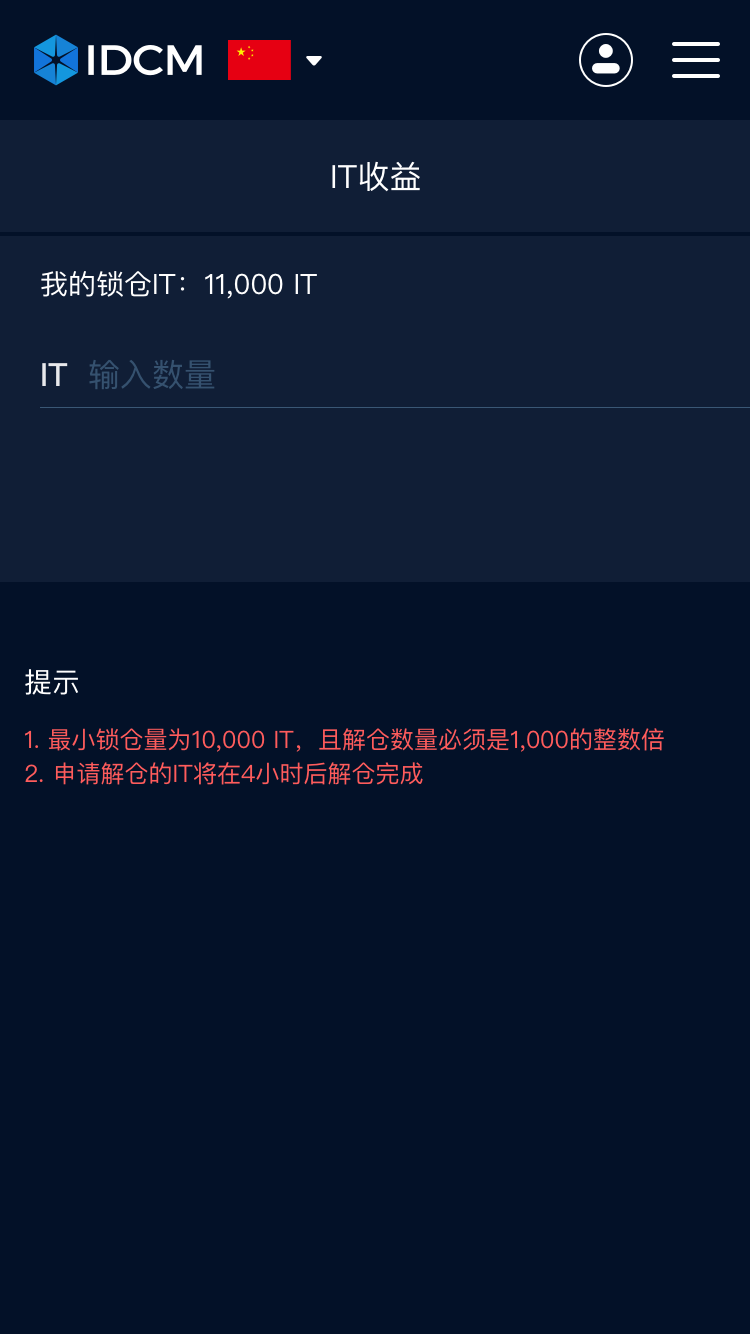 IDCM
IT收益
我的锁仓IT：11,000 IT
IT 输入数量
提示
1. 最小锁仓量为10,000 IT，且解仓数量必须是1,000的整数倍
2. 申请解仓的IT将在4小时后解仓完成